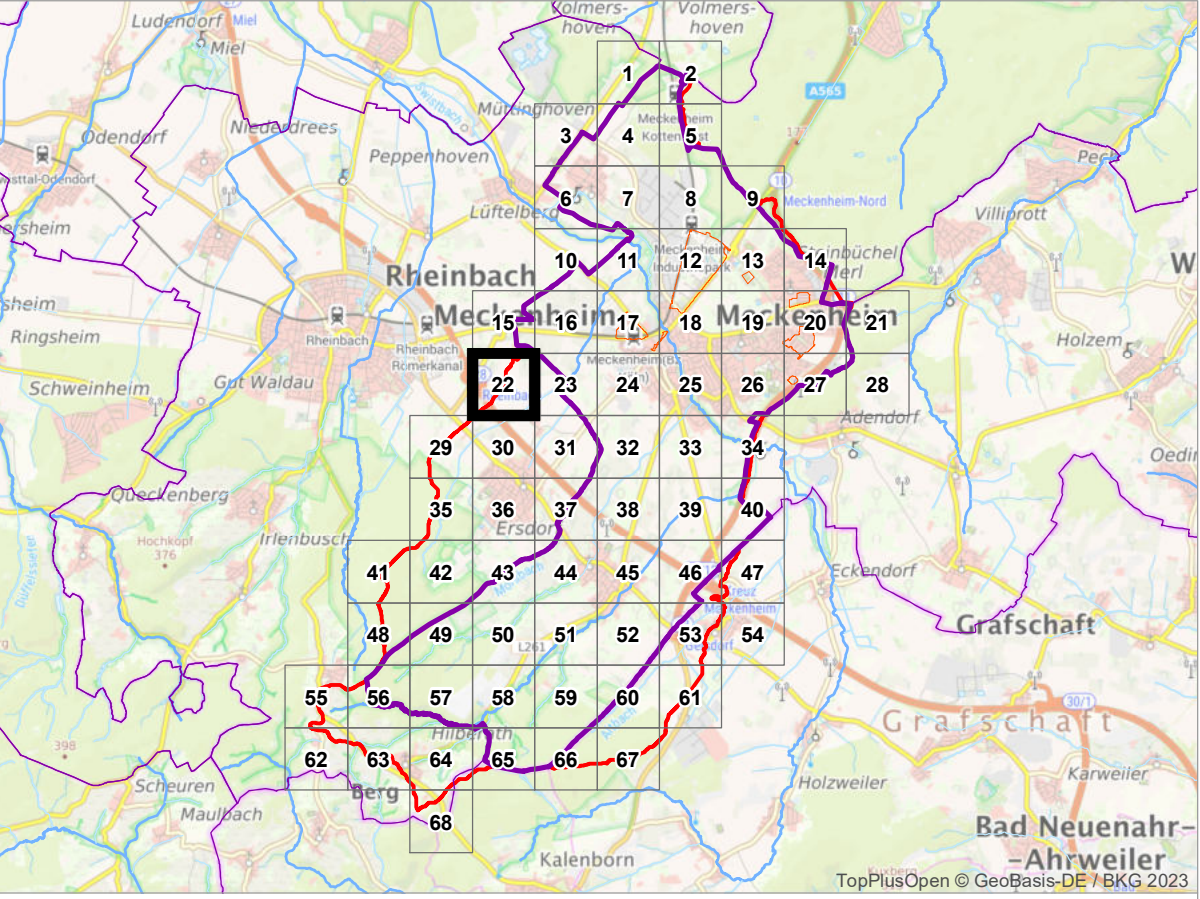 Ludendorf
Miel
Miel
Volmers-
hoven
Volmers-
hoven
A565
Swistbach
Müttinghoven
1
2
Odendorf
Niederdrees
Meckenheim
3
4
5
Peppenhoven
Pech
6
7
8
9
10
Meckenheim-Nord
Lüftelberg
Villiprott
10
11
12
13
14
Rheinbach
Ringsheim
Meckenheim
15
16
17
18
Meckenheim
19
20
21
Rheinbach
Rheinbach
Römerkanal
Holzem
Schweinheim
Gut Waldau
22
23
24
25
26
27
28
Adendorf
29
30
31
32
33
34
Queckenberg
Hochkopf
376
Irlenbusch
35
36
37
38
39
40
Ersdorf
41
42
43
44
45
46
47
Eckendorf
Meckenheim
Grafschaft
48
49
50
51
52
53
54
L261
55
56
57
58
59
60
61
30/1
Grafschaft
Hilberath
398
62
63
64
65
66
67
Scheuren
Berg
Holzweiler
Karweiler
Maulbach
68
Kalenborn
Bad Neuenahr-
-Ahrweiler
TopPlusOpen © GeoBasis-DE / BKG 2023